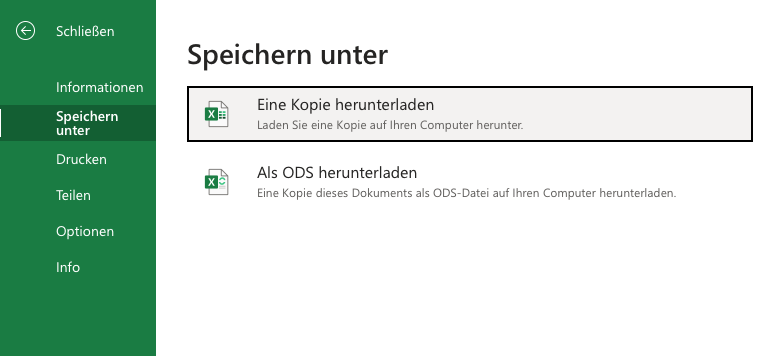 Schließen
Informationen
Speichern
unter
Drucken
Teilen
Optionen
Info
Speichern unter
Eine Kopie herunterladen
Laden Sie eine Kopie auf Ihren Computer herunter.
Als ODS herunterladen
Eine Kopie dieses Dokuments als ODS-Datei auf Ihren Computer herunterladen.